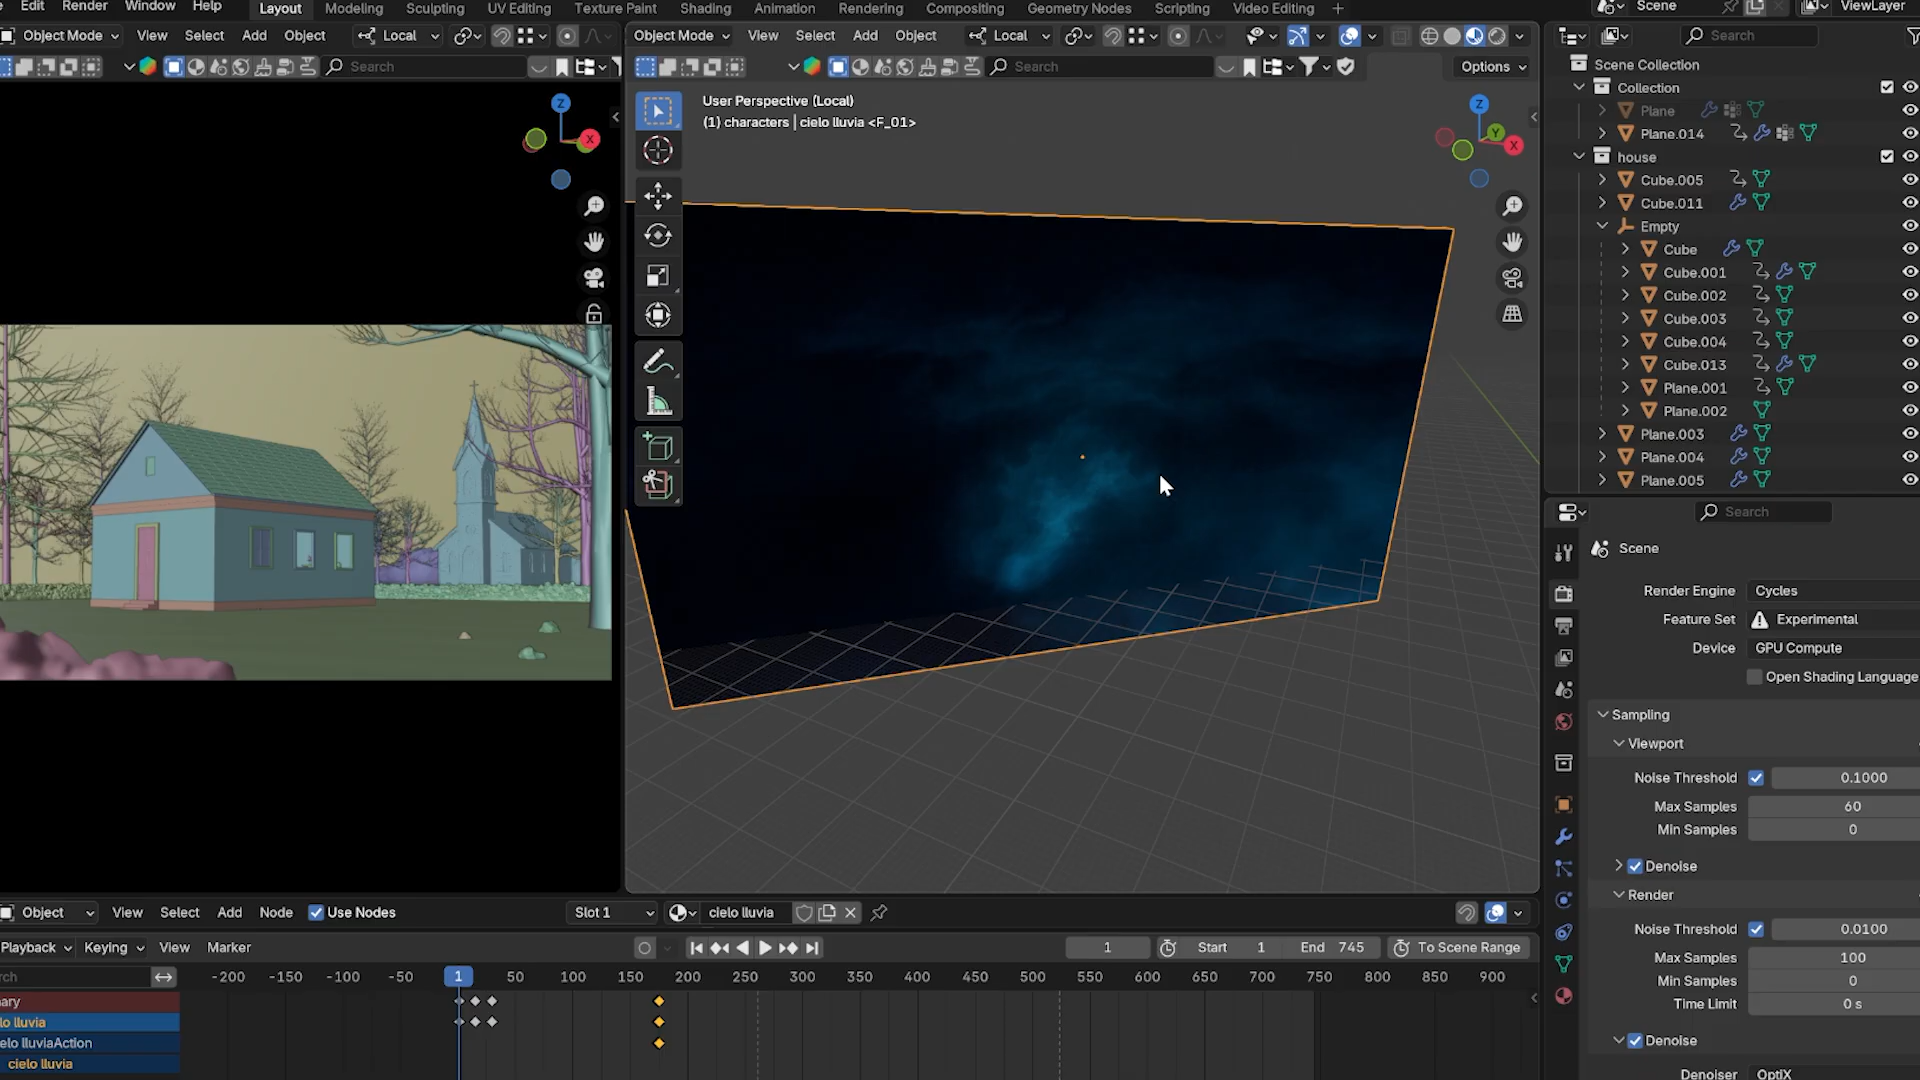 Edit Render Window Help Layout Modeling Sculpting UV Editing Texture Paint Shading Animation Rendering Compositing Geometry Nodes Scripting Video Editing + Scene ViewLayer
Object Mode View Select Add Object Local
Object Mode View Select Add Object Local
Search
Search Options
Search
User Perspective (Local)
(1) characters | cielo lluvia <F_01>
Z
X
Z
Y
X
Scene Collection
Collection
Plane
Plane.014
house
Cube.005
Cube.011
Empty
Cube
Cube.001
Cube.002
Cube.003
Cube.004
Cube.013
Plane.001
Plane.002
Plane.003
Plane.004
Plane.005
Search
Scene
Render Engine Cycles
Feature Set Experimental
Device GPU Compute
Open Shading Language
Sampling
Viewport
Noise Threshold 0.1000
Max Samples 60
Min Samples 0
Denoise
Render
Noise Threshold 0.0100
Max Samples 100
Min Samples 0
Time Limit 0 s
Denoise
Denoiser OptiX
Object View Select Add Node Use Nodes Slot 1 cielo lluvia
Playback Keying View Marker 1 Start 1 End 745 To Scene Range
rch -200 -150 -100 -50 1 50 100 150 200 250 300 350 400 450 500 550 600 650 700 750 800 850 900
ary
lo lluvia
elo lluviaAction
cielo lluvia